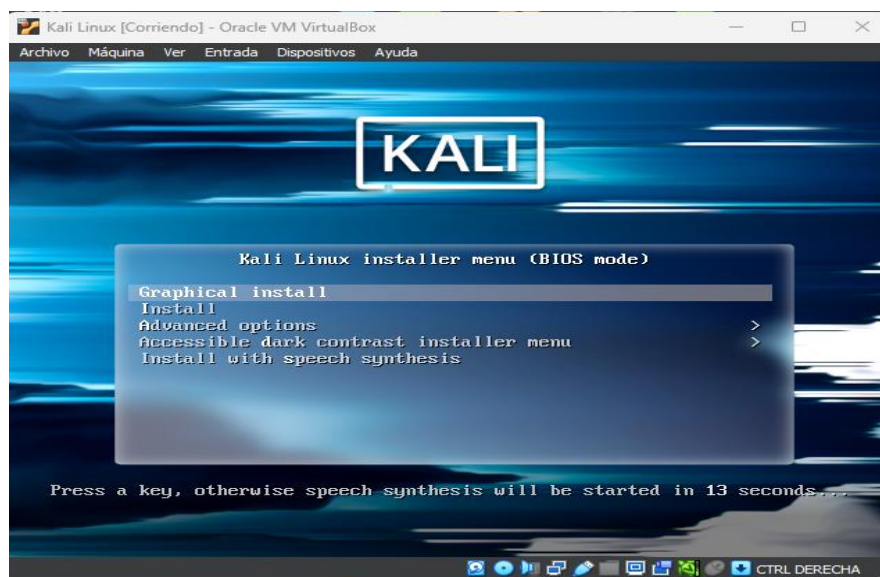 Kali Linux [Corriendo] - Oracle VM VirtualBox
Archivo Máquina Ver Entrada Dispositivos Ayuda
KALI
Kali Linux installer menu (BIOS mode)
Graphical install
Install
Advanced options >
Accessible dark contrast installer menu >
Install with speech synthesis
Press a key, otherwise speech synthesis will be started in 13 seconds...
CTRL DERECHA